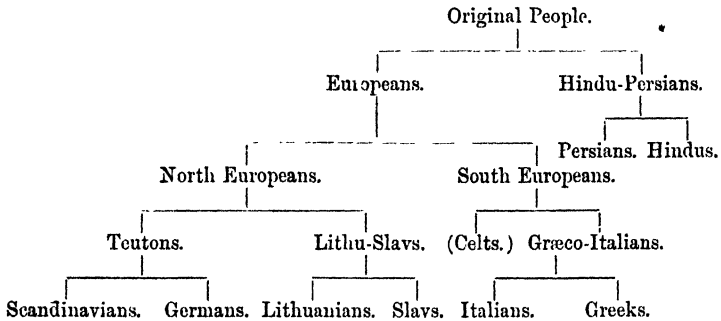 Original People.
Europeans. Hindu-Persians.
Persians. Hindus.
North Europeans. South Europeans.
Teutons. Lithu-Slavs. (Celts.) Græco-Italians.
Scandinavians. Germans. Lithuanians. Slavs. Italians. Greeks.